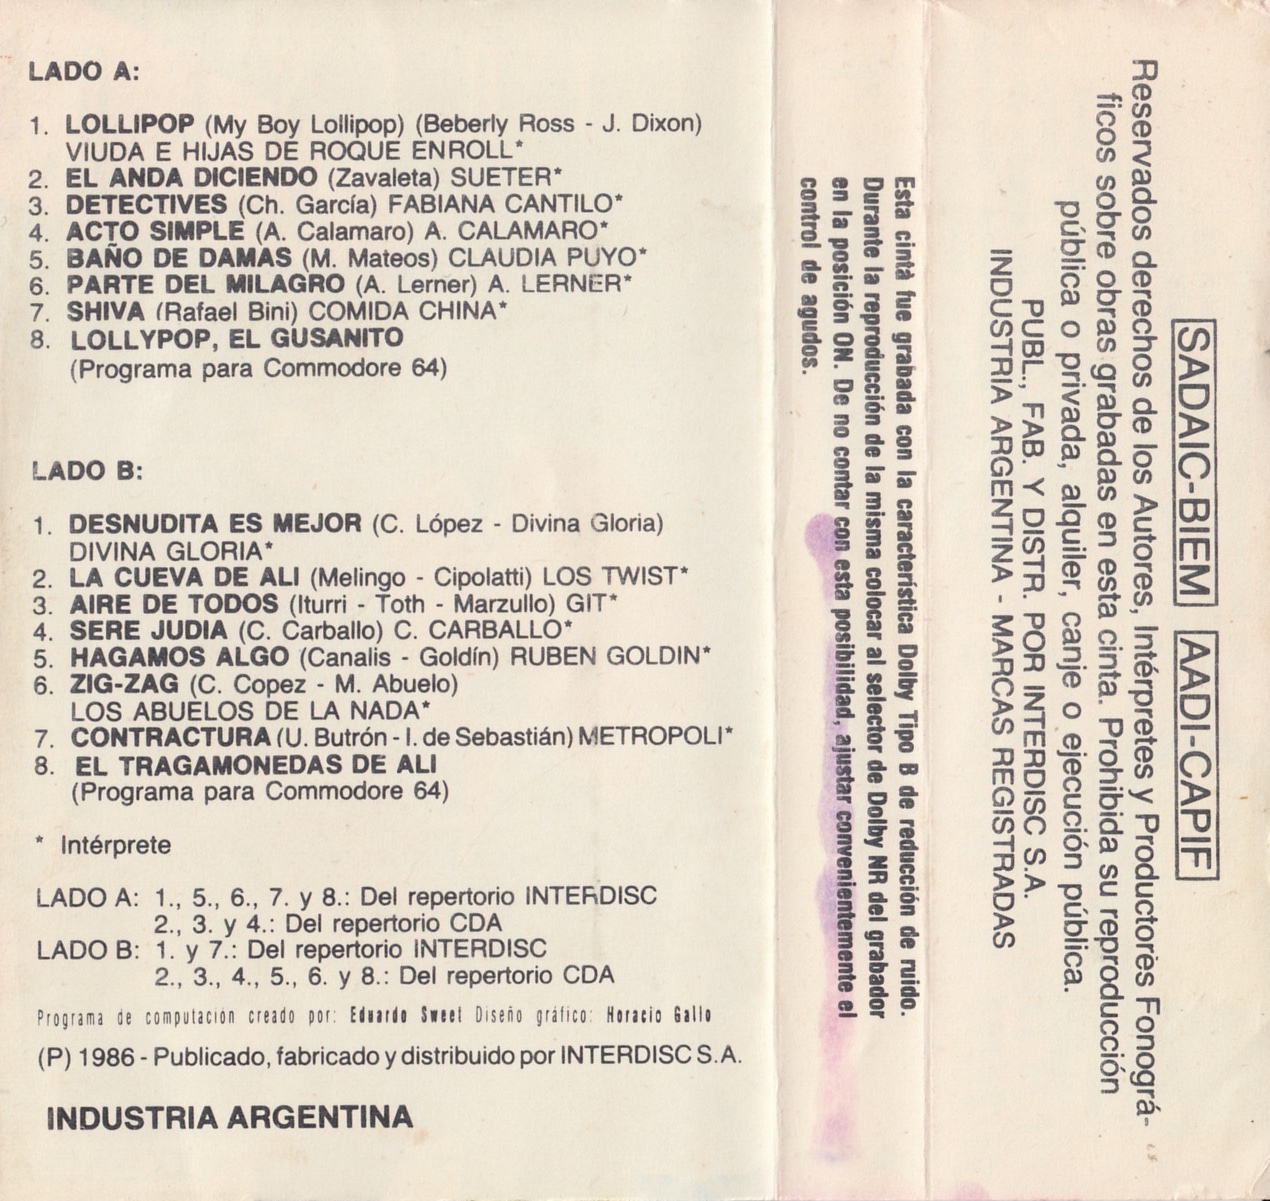 LADO A:
1. LOLLIPOP (My Boy Lollipop) (Beberly Ross - J. Dixon)
VIUDA E HIJAS DE ROQUE ENROLL*
2. EL ANDA DICIENDO (Zavaleta) SUETER*
3. DETECTIVES (Ch. García) FABIANA CANTILO*
4. ACTO SIMPLE (A. Calamaro) A. CALAMARO*
5. BAÑO DE DAMAS (M. Mateos) CLAUDIA PUYO*
6. PARTE DEL MILAGRO (A. Lerner) A. LERNER*
7. SHIVA (Rafael Bini) COMIDA CHINA*
8. LOLLYPOP, EL GUSANITO
(Programa para Commodore 64)
LADO B:
1. DESNUDITA ES MEJOR (C. López - Divina Gloria)
DIVINA GLORIA*
2. LA CUEVA DE ALI (Melingo - Cipolatti) LOS TWIST*
3. AIRE DE TODOS (Iturri - Toth - Marzullo) GIT*
4. SERE JUDIA (C. Carballo) C. CARBALLO*
5. HAGAMOS ALGO (Canalis - Goldín) RUBEN GOLDIN*
6. ZIG-ZAG (C. Copez - M. Abuelo)
LOS ABUELOS DE LA NADA*
7. CONTRACTURA (U. Butrón - I. de Sebastián) METROPOLI*
8. EL TRAGAMONEDAS DE ALI
(Programa para Commodore 64)
* Intérprete
LADO A: 1., 5., 6., 7. y 8.: Del repertorio INTERDISC
2., 3. y 4.: Del repertorio CDA
LADO B: 1. y 7.: Del repertorio INTERDISC
2., 3., 4., 5., 6. y 8.: Del repertorio CDA
Programa de computación creado por: Eduardo Sweet Diseño gráfico: Horacio Gallo
(P) 1986 - Publicado, fabricado y distribuido por INTERDISC S.A.
INDUSTRIA ARGENTINA
Esta cinta fue grabada con la característica Dolby Tipo B de reducción de ruido.
Durante la reproducción de la misma colocar al selector de Dolby NR del grabador
en la posición ON. De no contar con esta posibilidad, ajustar convenientemente el
control de agudos.
SADAIC-BIEM AADI-CAPIF
Reservados derechos de los Autores, Intérpretes y Productores Fonográ-
ficos sobre obras grabadas en esta cinta. Prohibida su reproducción
pública o privada, alquiler, canje o ejecución pública.
PUBL., FAB. Y DISTR. POR INTERDISC S.A.
INDUSTRIA ARGENTINA - MARCAS REGISTRADAS